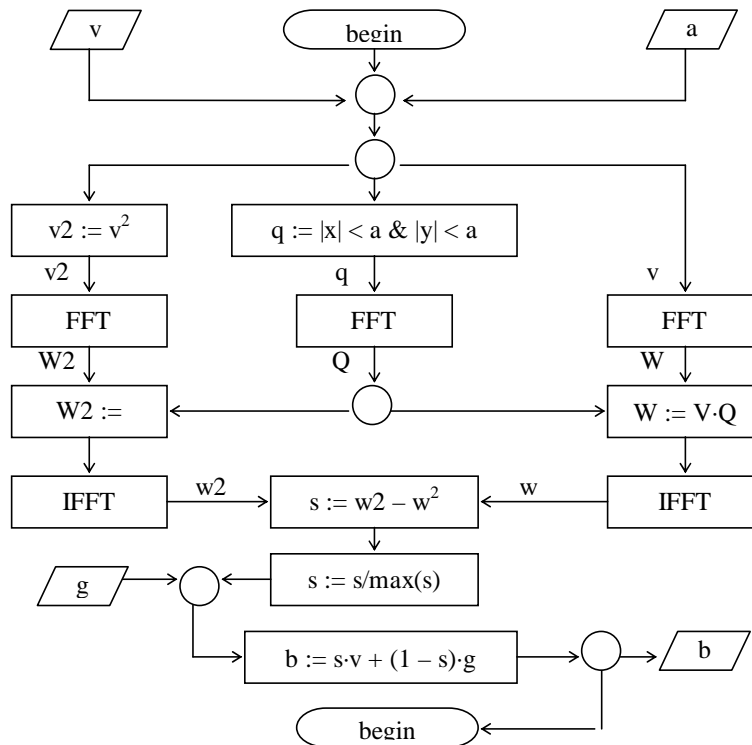 v
begin
a
v2 := v²
q := |x| < a & |y| < a
v2
q
v
FFT
FFT
FFT
W2
Q
W
W2 :=
W := V·Q
IFFT
w2
s := w2 – w²
w
IFFT
g
s := s/max(s)
b := s·v + (1 – s)·g
b
begin